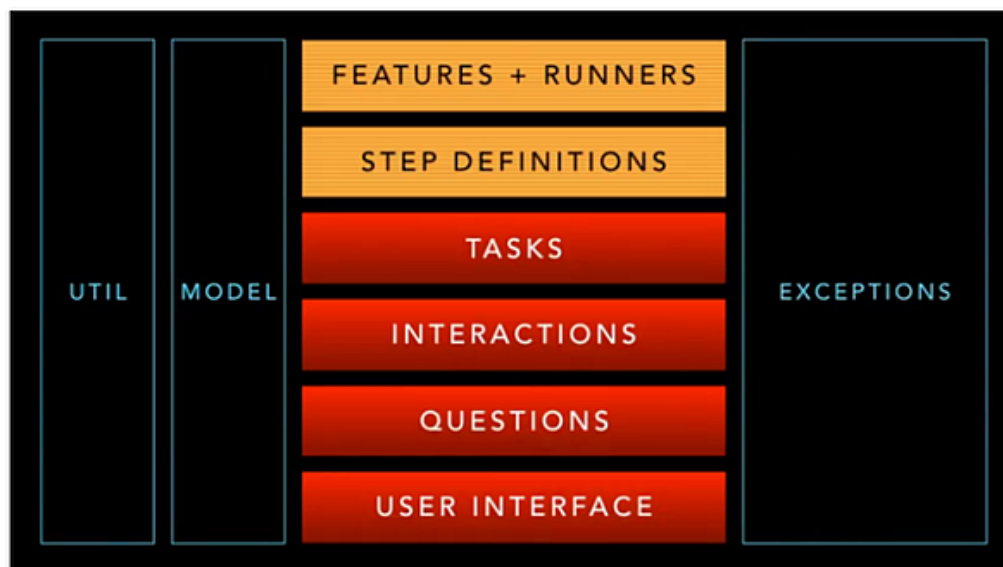 FEATURES + RUNNERS
STEP DEFINITIONS
TASKS
UTIL
MODEL
EXCEPTIONS
INTERACTIONS
QUESTIONS
USER INTERFACE